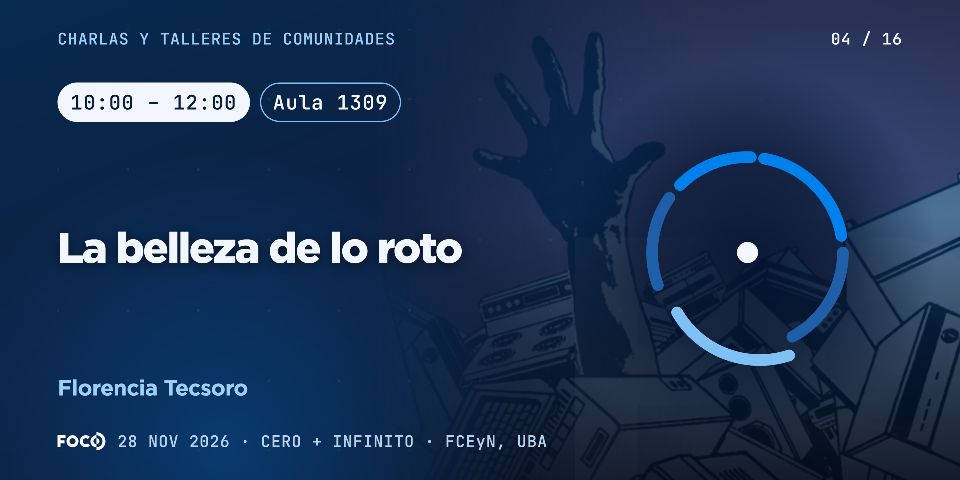 CHARLAS Y TALLERES DE COMUNIDADES
04 / 16
10:00 – 12:00
Aula 1309
La belleza de lo roto
Florencia Tecsoro
FOCO 28 NOV 2026 · CERO + INFINITO · FCEyN, UBA